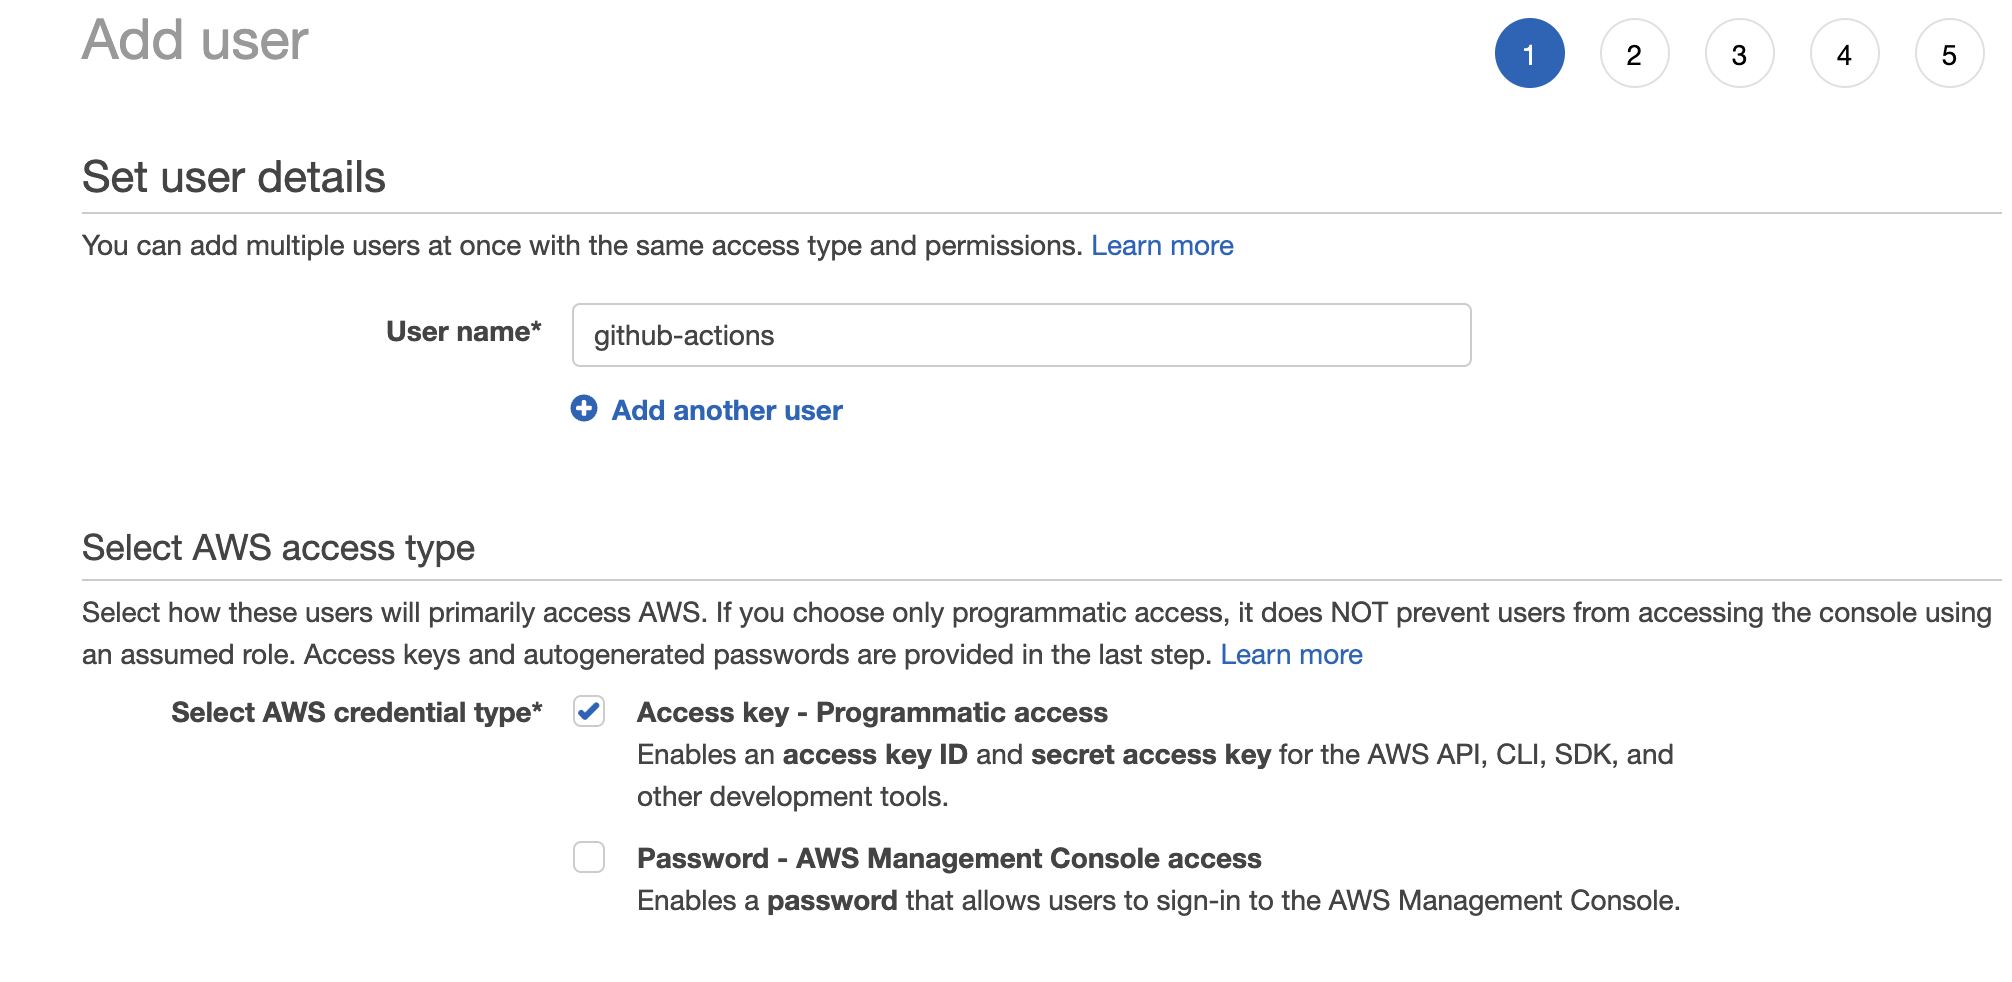 Add user
1 2 3 4 5
Set user details
You can add multiple users at once with the same access type and permissions. Learn more
User name* github-actions
Add another user
Select AWS access type
Select how these users will primarily access AWS. If you choose only programmatic access, it does NOT prevent users from accessing the console using
an assumed role. Access keys and autogenerated passwords are provided in the last step. Learn more
Select AWS credential type* Access key - Programmatic access
Enables an access key ID and secret access key for the AWS API, CLI, SDK, and
other development tools.
Password - AWS Management Console access
Enables a password that allows users to sign-in to the AWS Management Console.